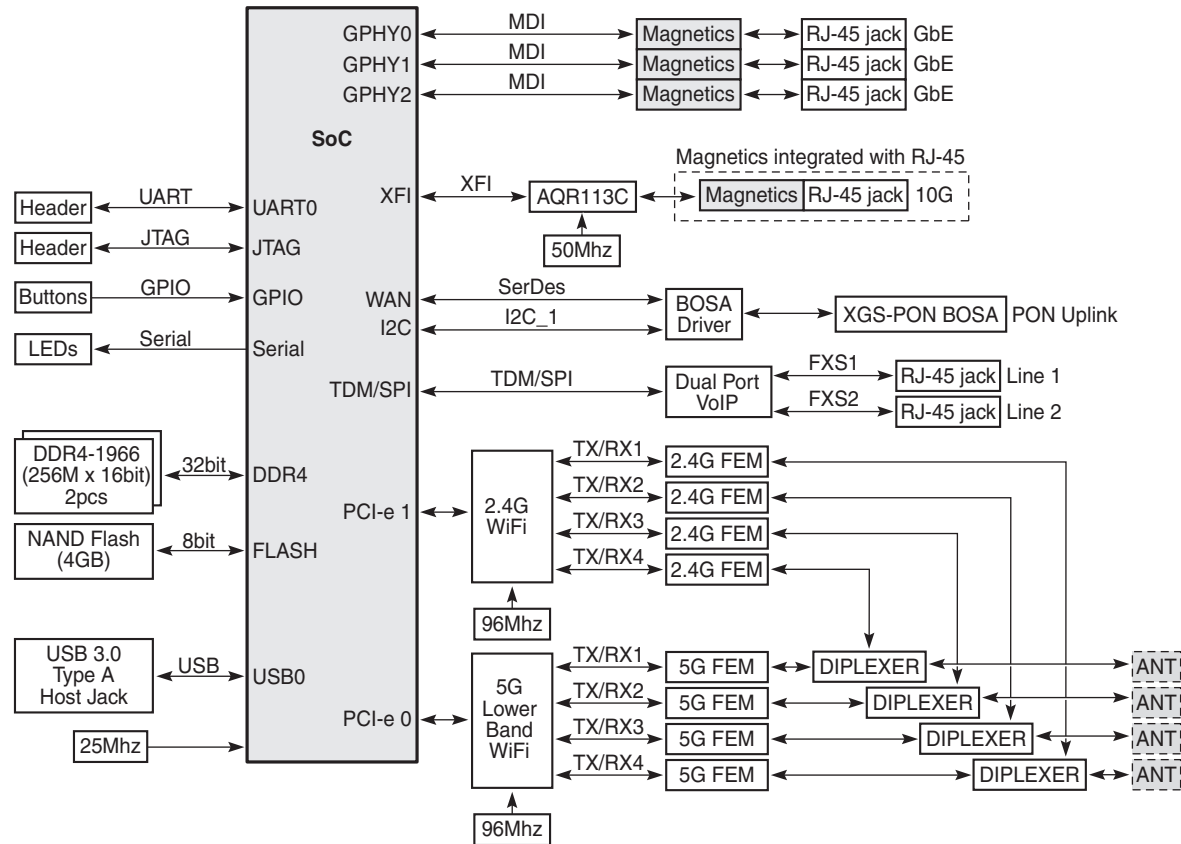 GPHY0
MDI
Magnetics
RJ-45 jack
GbE
GPHY1
MDI
Magnetics
RJ-45 jack
GbE
GPHY2
MDI
Magnetics
RJ-45 jack
GbE
SoC
Magnetics integrated with RJ-45
XFI
XFI
AQR113C
Magnetics
RJ-45 jack
10G
50Mhz
Header
UART
UART0
Header
JTAG
JTAG
Buttons
GPIO
GPIO
LEDs
Serial
Serial
WAN
SerDes
I2C
I2C_1
BOSA
Driver
XGS-PON BOSA
PON Uplink
TDM/SPI
TDM/SPI
Dual Port
VoIP
FXS1
RJ-45 jack
Line 1
FXS2
RJ-45 jack
Line 2
DDR4-1966
(256M x 16bit)
2pcs
32bit
DDR4
NAND Flash
(4GB)
8bit
FLASH
PCI-e 1
2.4G
WiFi
TX/RX1
2.4G FEM
TX/RX2
2.4G FEM
TX/RX3
2.4G FEM
TX/RX4
2.4G FEM
96Mhz
USB 3.0
Type A
Host Jack
USB
USB0
25Mhz
PCI-e 0
5G
Lower
Band
WiFi
TX/RX1
5G FEM
DIPLEXER
ANT
TX/RX2
5G FEM
DIPLEXER
ANT
TX/RX3
5G FEM
DIPLEXER
ANT
TX/RX4
5G FEM
DIPLEXER
ANT
96Mhz